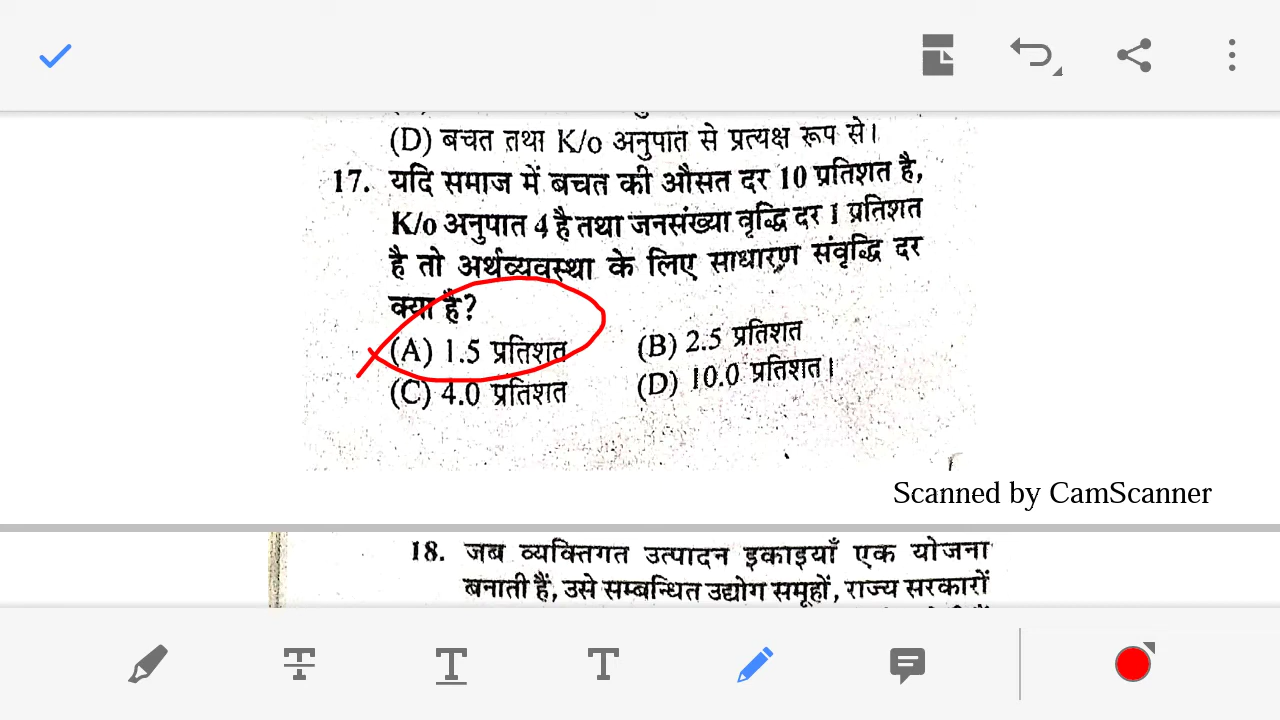 (D) बचत तथा K/o अनुपात से प्रत्यक्ष रूप से।
17. यदि समाज में बचत की औसत दर 10 प्रतिशत है,
K/o अनुपात 4 है तथा जनसंख्या वृद्धि दर 1 प्रतिशत
है तो अर्थव्यवस्था के लिए साधारण संवृद्धि दर
क्या है?
(A) 1.5 प्रतिशत (B) 2.5 प्रतिशत
(C) 4.0 प्रतिशत (D) 10.0 प्रतिशत।
Scanned by CamScanner
18. जब व्यक्तिगत उत्पादन इकाइयाँ एक योजना
बनाती हैं, उसे सम्बन्धित उद्योग समूहों, राज्य सरकारों
T T